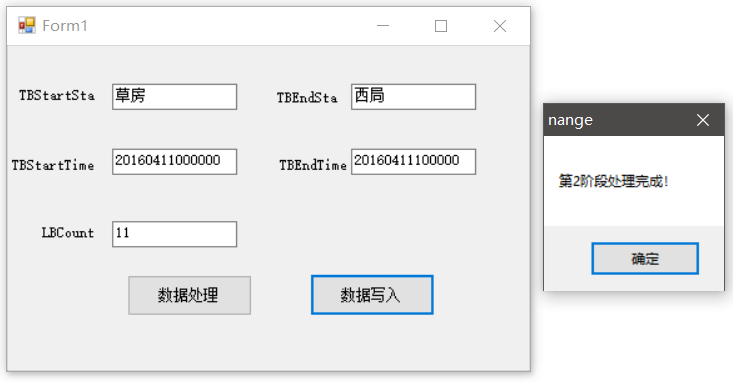 Form1
TBStartSta 草房 TBEndSta 西局
TBStartTime 20160411000000 TBEndTime 20160411100000
LBCount 11
数据处理 数据写入
nange
第2阶段处理完成!
确定